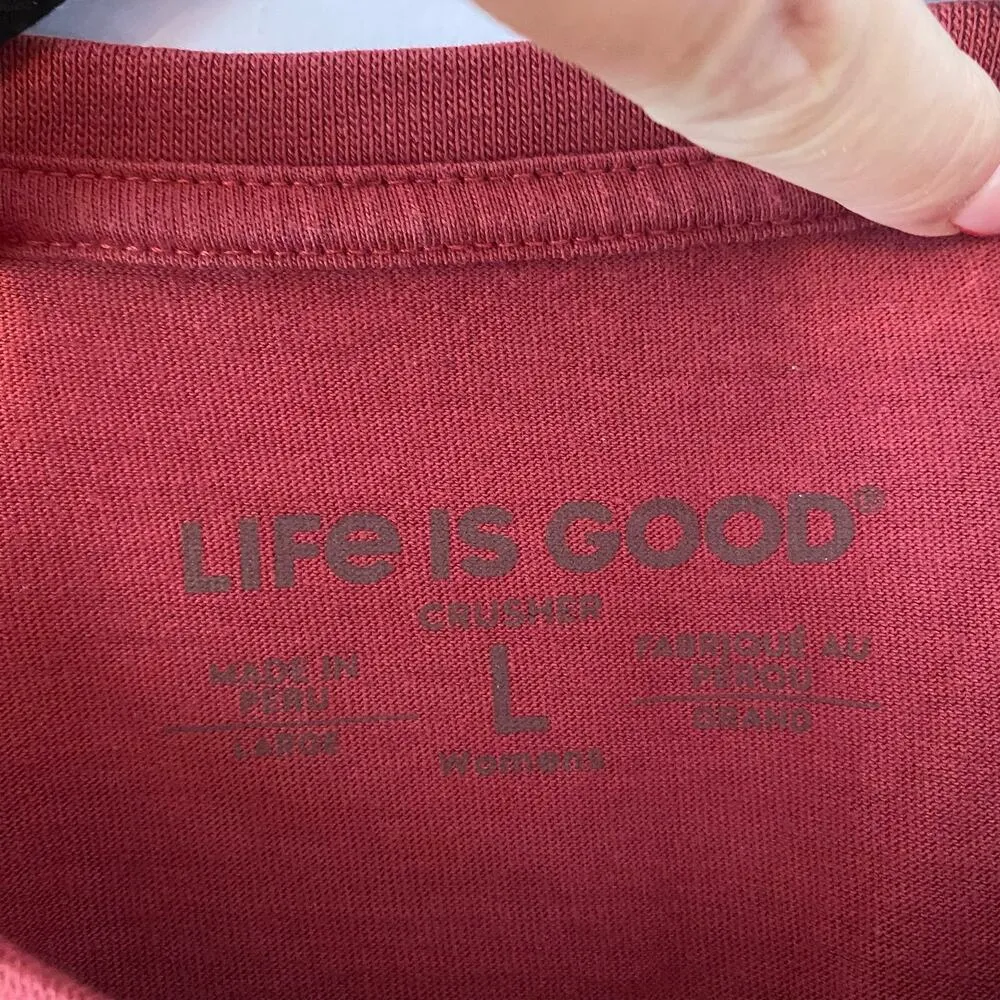 LIFe IS GOOD®
CRUSHER
MADE IN
PERU
LARGE
L
Womens
FABRIQUÉ AU
PÉROU
GRAND